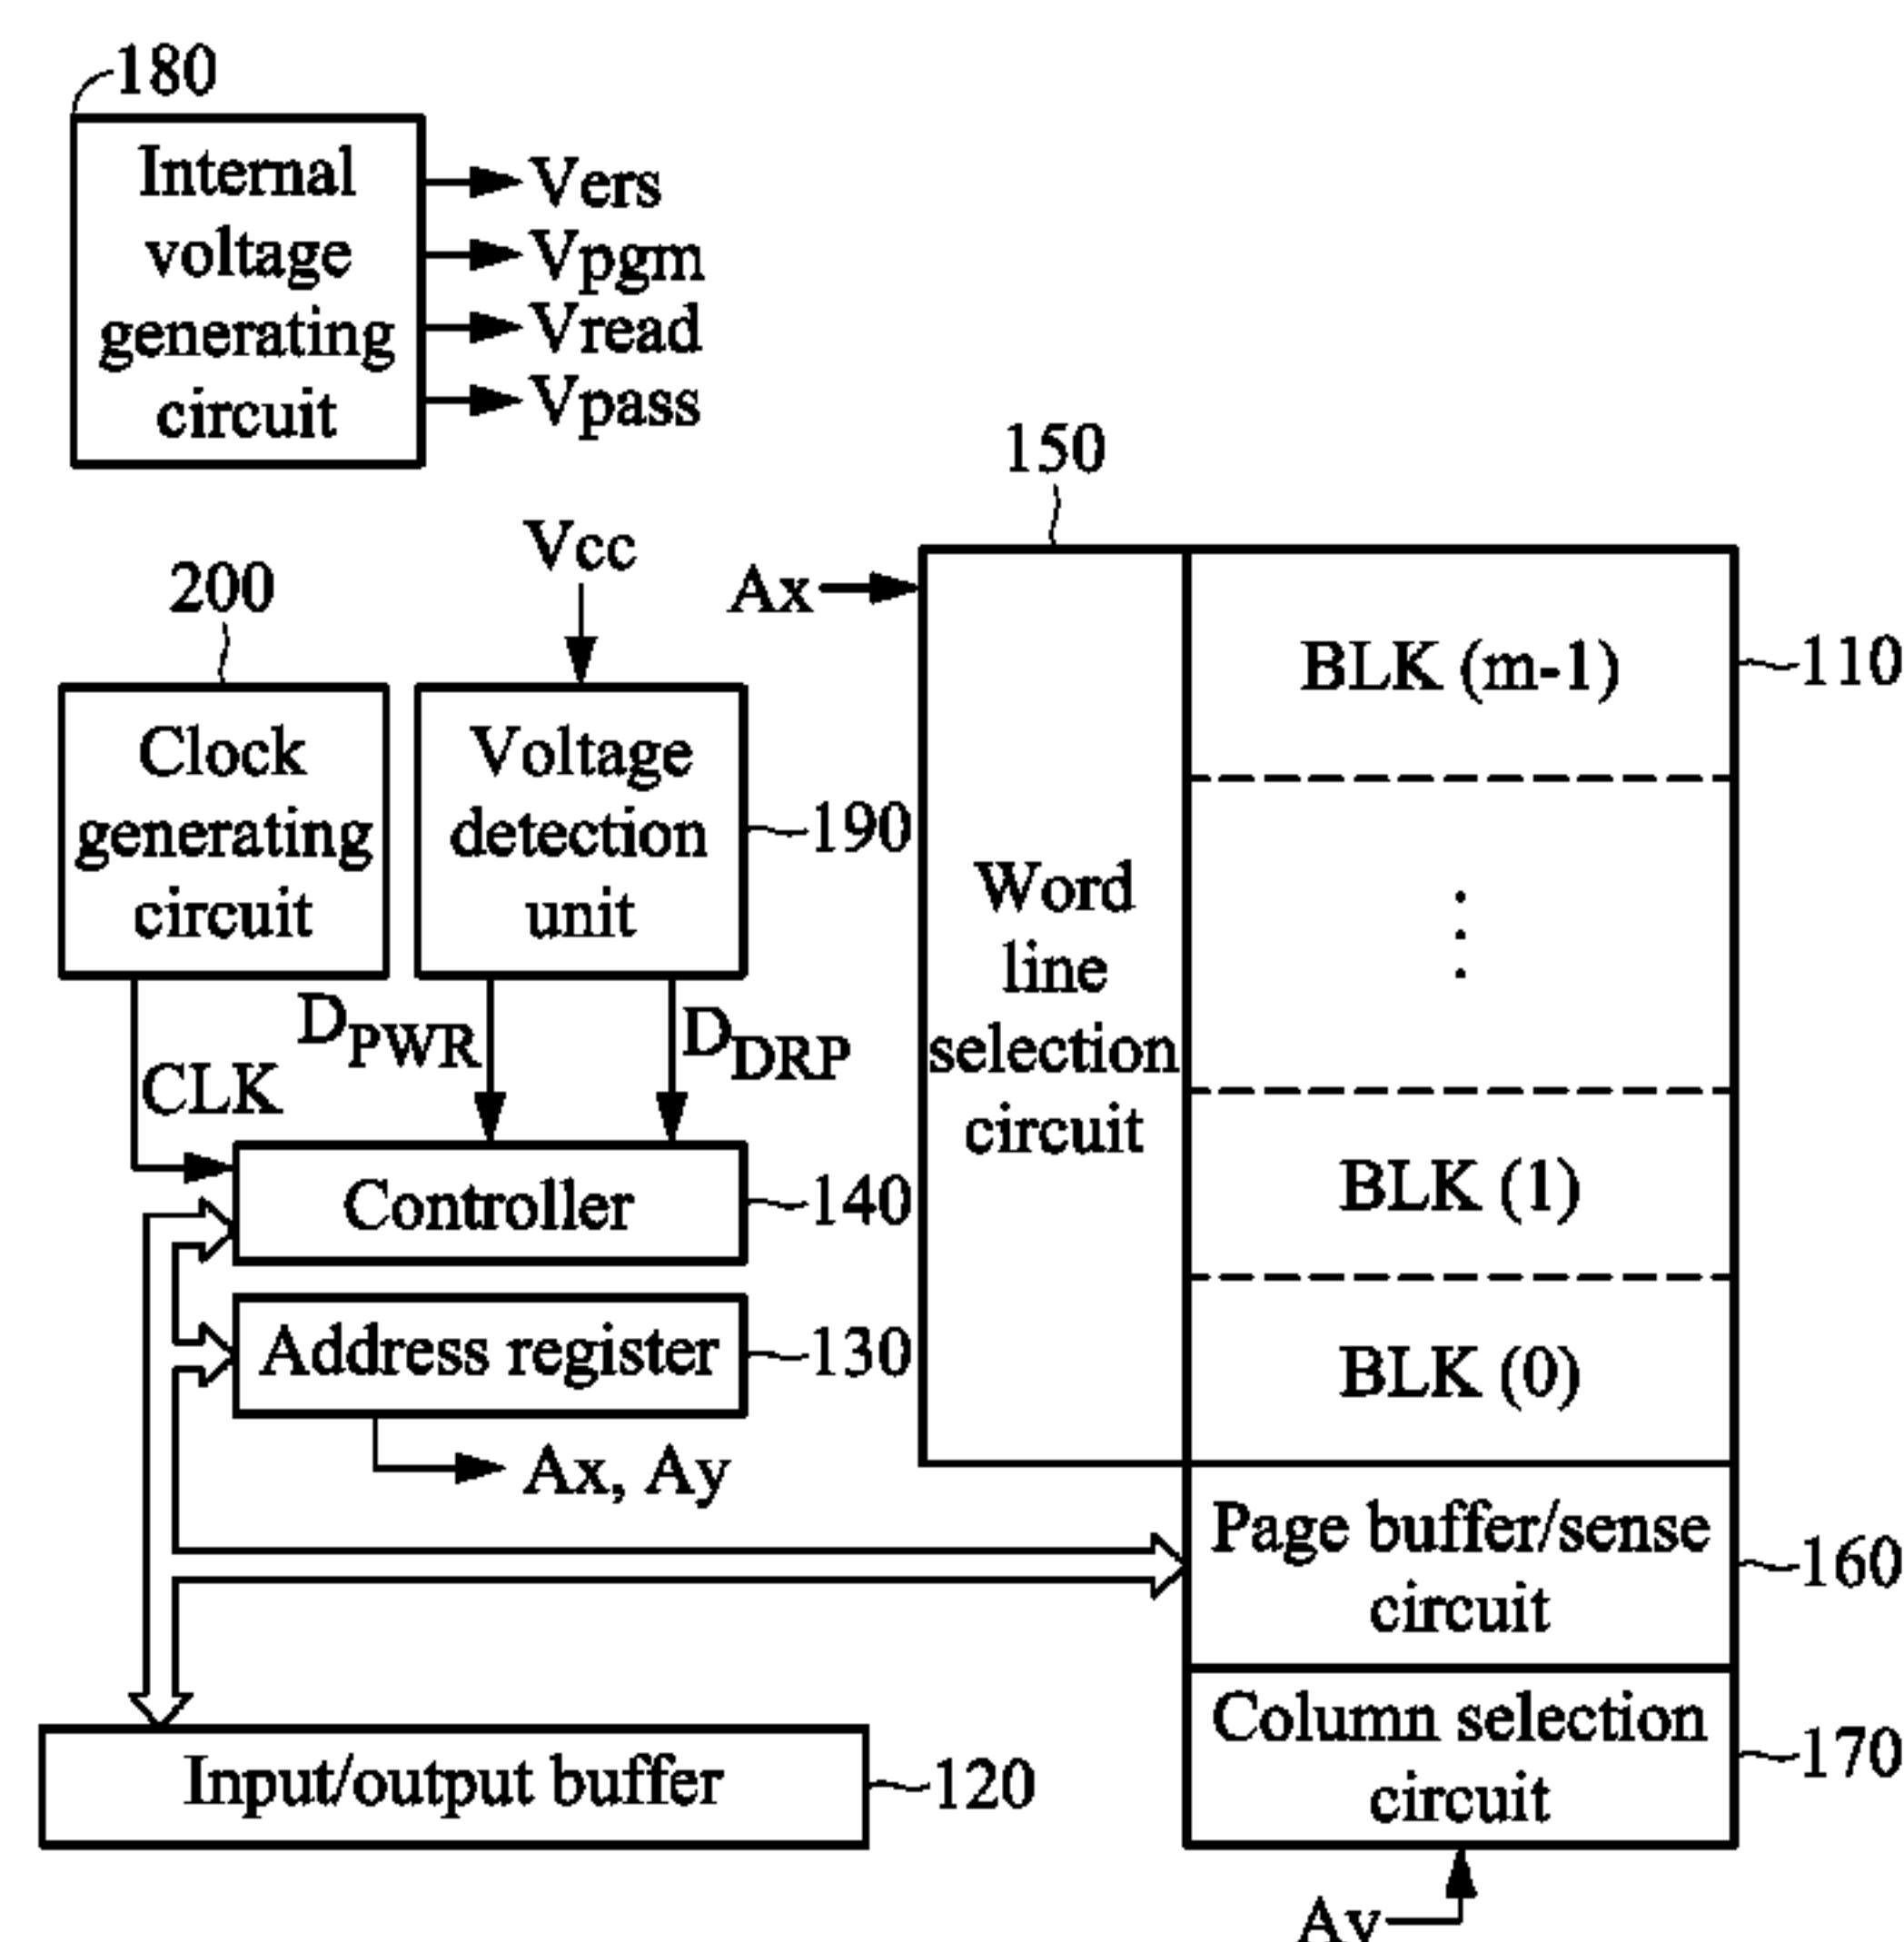 180
Internal
voltage
generating
circuit
Vers
Vpgm
Vread
Vpass
200
Clock
generating
circuit
Vcc
Voltage
detection
unit
190
CLK
DPWR
DDRP
Controller
140
Address register
130
Ax, Ay
Input/output buffer
120
150
Ax
Word
line
selection
circuit
BLK (m-1)
110
BLK (1)
BLK (0)
Page buffer/sense
circuit
160
Column selection
circuit
170
Ay